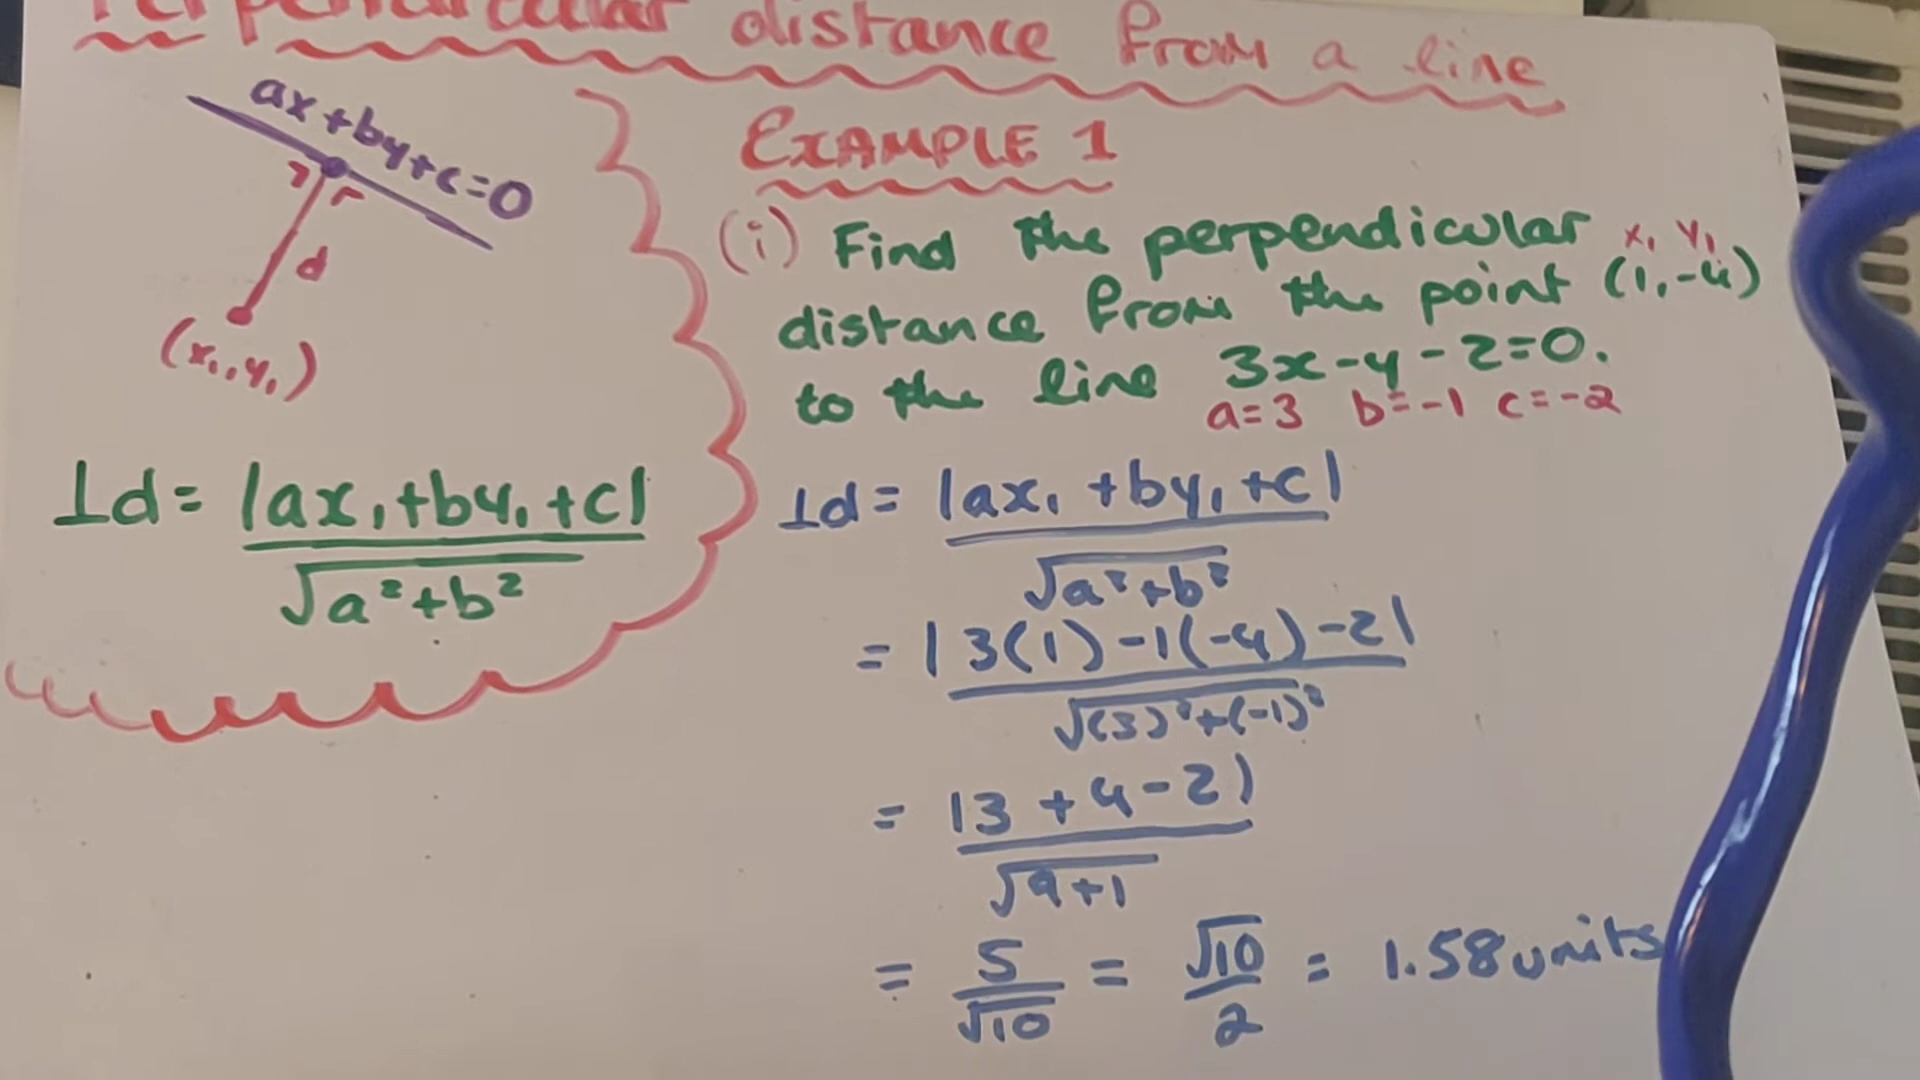 Perpendicular distance from a line
ax+by+c=0
d
(x₁,y₁)
⊥d = |ax₁+by₁+c|
√a²+b²
EXAMPLE 1
(i) Find the perpendicular x₁ y₁
distance from the point (1,-4)
to the line 3x-y-2=0.
a=3 b=-1 c=-2
⊥d = |ax₁+by₁+c|
√a²+b²
= |3(1)-1(-4)-2|
√(3)²+(-1)²
= |3+4-2|
√9+1
= 5/√10 = √10/2 = 1.58 units